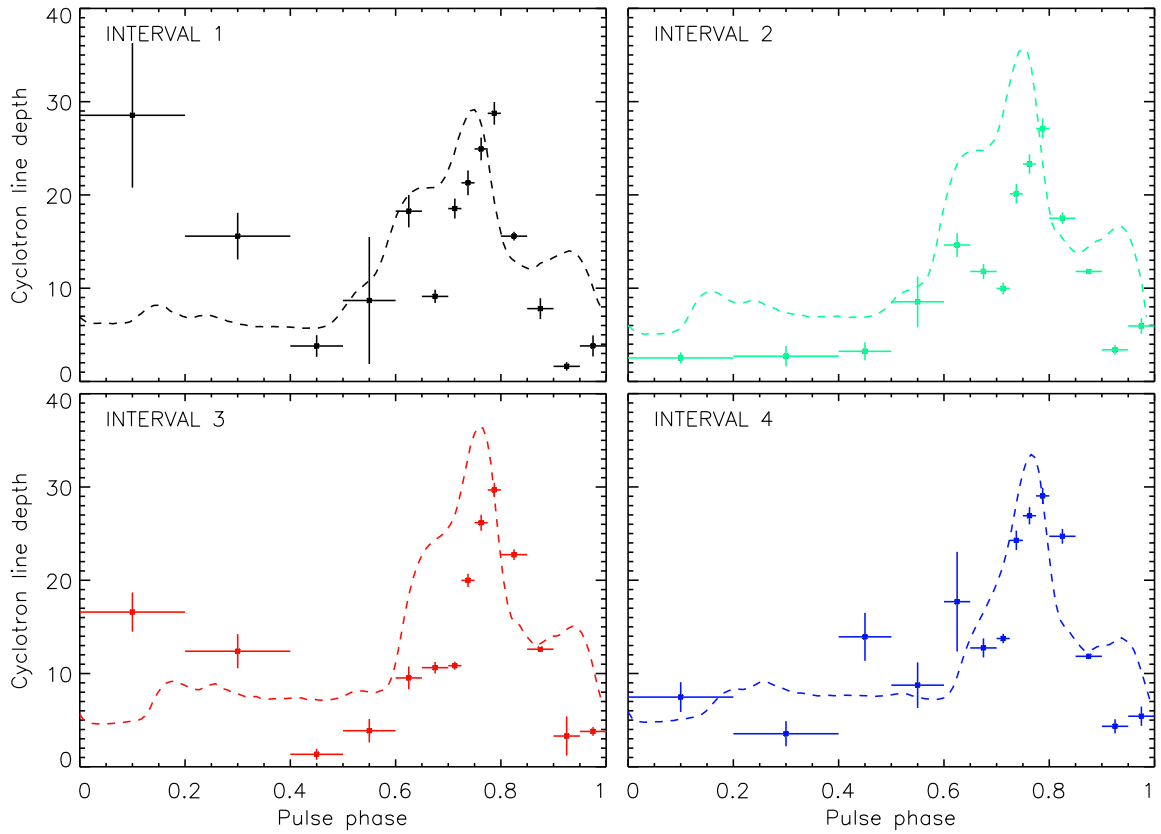 40
INTERVAL 1
INTERVAL 2
30
20
10
0
Cyclotron line depth
40
INTERVAL 3
INTERVAL 4
30
20
10
0
Cyclotron line depth
0 0.2 0.4 0.6 0.8 1 0 0.2 0.4 0.6 0.8 1
Pulse phase Pulse phase